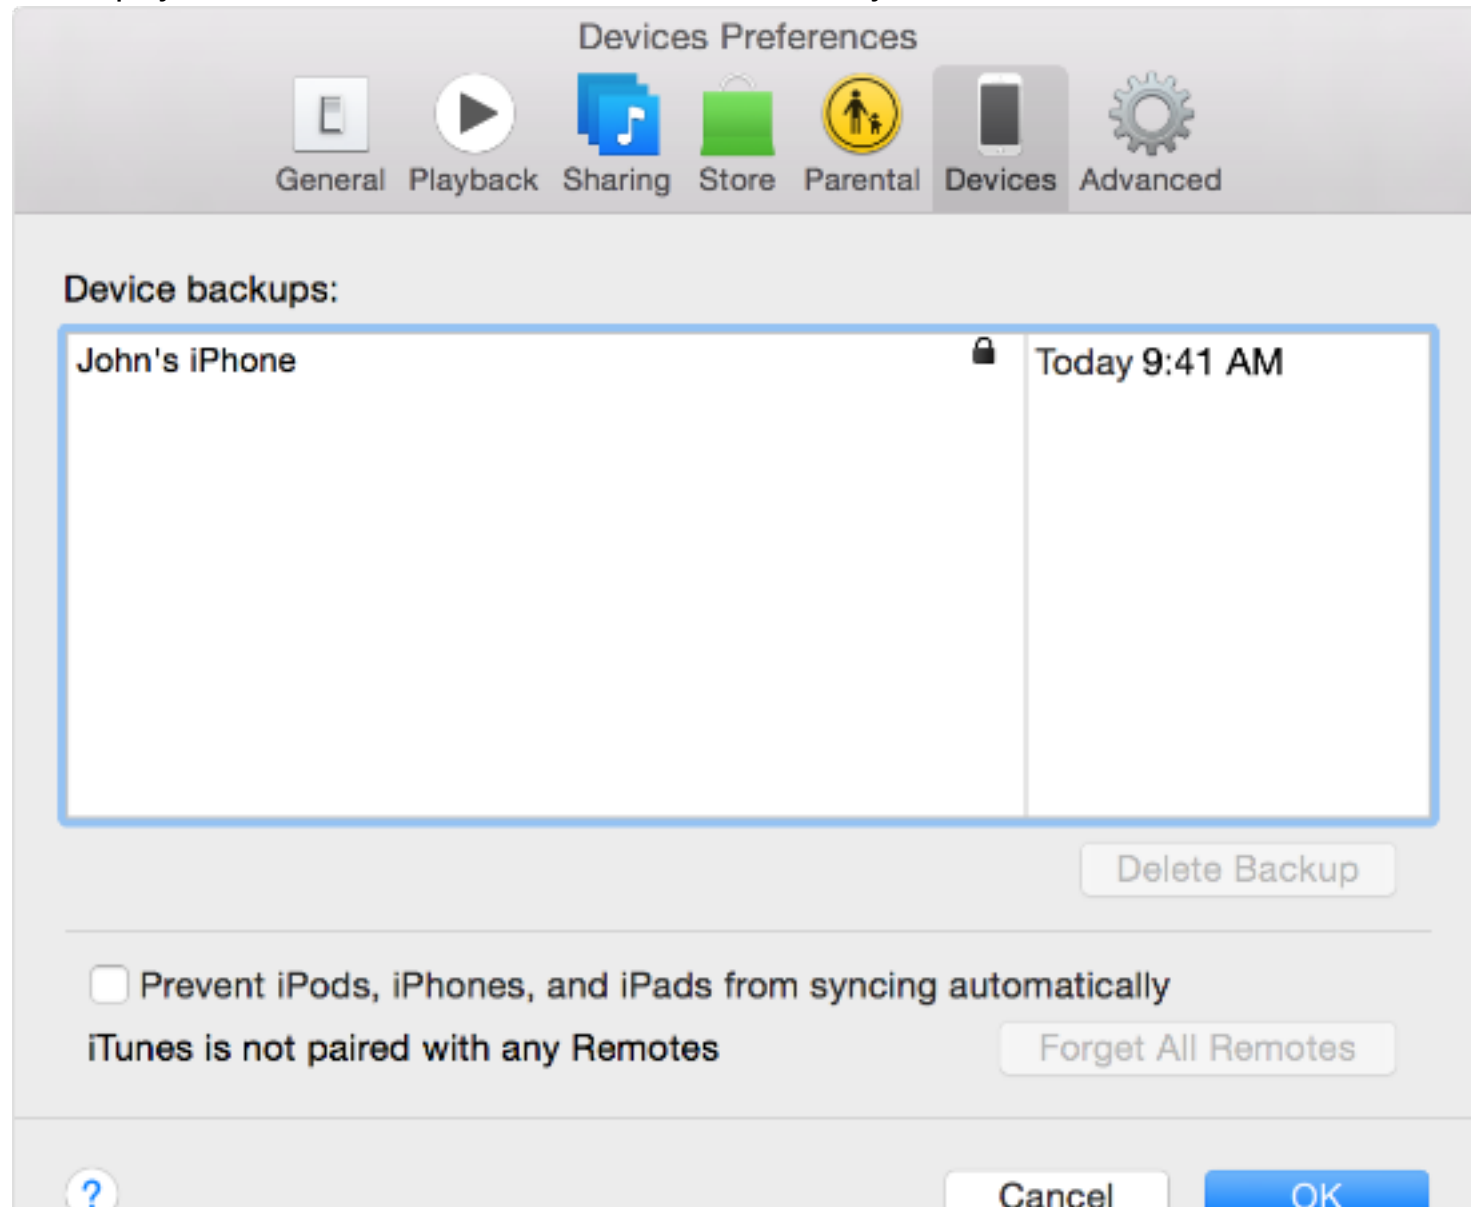 Devices Preferences
General Playback Sharing Store Parental Devices Advanced
Device backups:
John's iPhone Today 9:41 AM
Delete Backup
Prevent iPods, iPhones, and iPads from syncing automatically
iTunes is not paired with any Remotes Forget All Remotes
? Cancel OK